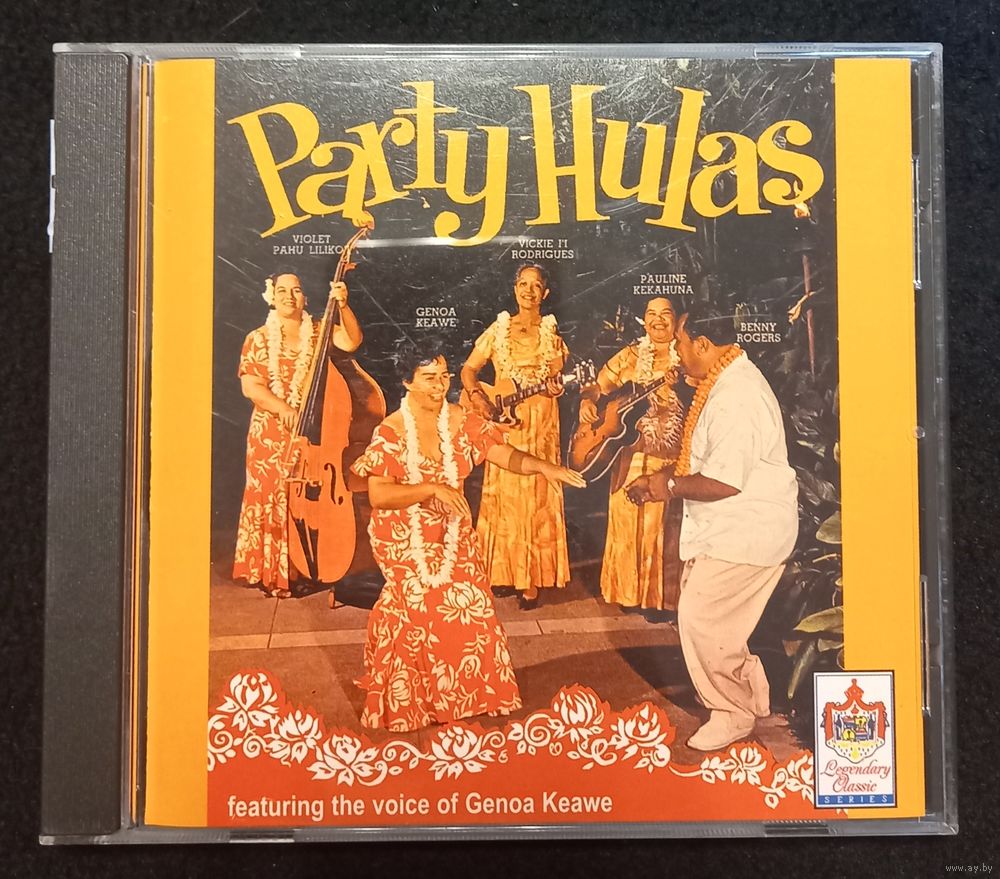 Party Hulas
VIOLET
PAHU LILIKOI
VICKIE I'I
RODRIGUES
PAULINE
KEKAHUNA
GENOA
KEAWE
BENNY
ROGERS
featuring the voice of Genoa Keawe
Legendary
Classic
SERIES
www.ay.by